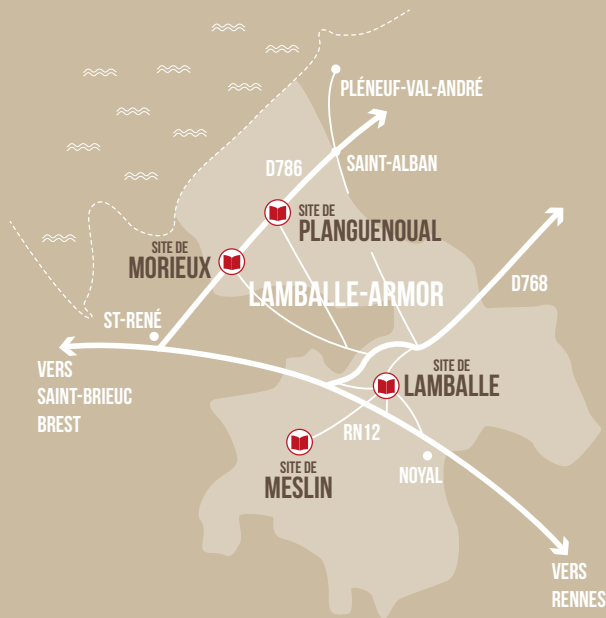 PLÉNEUF-VAL-ANDRÉ
D786
SAINT-ALBAN
SITE DE
PLANGUENOUAL
SITE DE
MORIEUX
LAMBALLE-ARMOR
D768
ST-RENÉ
VERS
SAINT-BRIEUC
BREST
SITE DE
LAMBALLE
RN12
SITE DE
MESLIN
NOYAL
VERS
RENNES